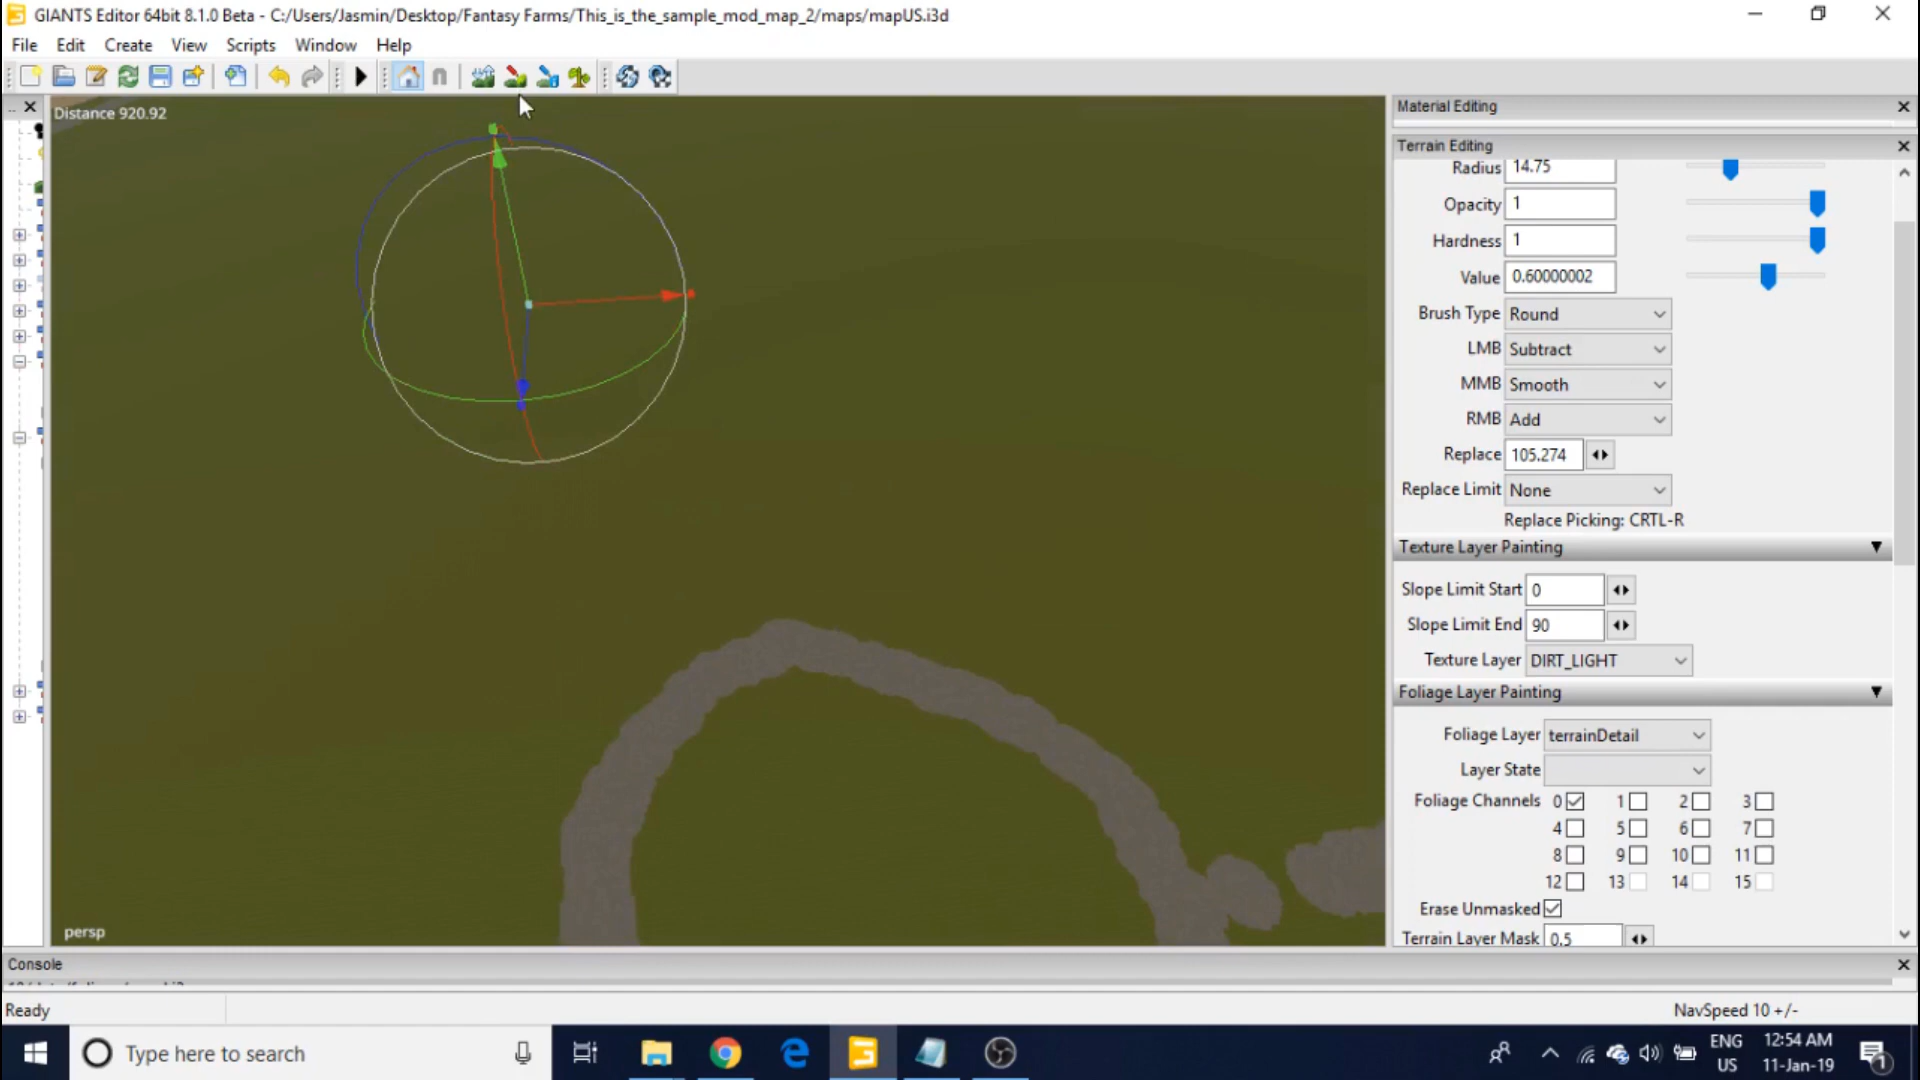 GIANTS Editor 64bit 8.1.0 Beta - C:/Users/Jasmin/Desktop/Fantasy Farms/This_is_the_sample_mod_map_2/maps/mapUS.i3d
File Edit Create View Scripts Window Help
Distance 920.92
persp
Material Editing
Terrain Editing
Radius 14.75
Opacity 1
Hardness 1
Value 0.60000002
Brush Type Round
LMB Subtract
MMB Smooth
RMB Add
Replace 105.274
Replace Limit None
Replace Picking: CRTL-R
Texture Layer Painting
Slope Limit Start 0
Slope Limit End 90
Texture Layer DIRT_LIGHT
Foliage Layer Painting
Foliage Layer terrainDetail
Layer State
Foliage Channels 0 1 2 3
4 5 6 7
8 9 10 11
12 13 14 15
Erase Unmasked
Terrain Layer Mask 0.5
Console
Ready
NavSpeed 10 +/-
Type here to search
ENG
US
12:54 AM
11-Jan-19
1